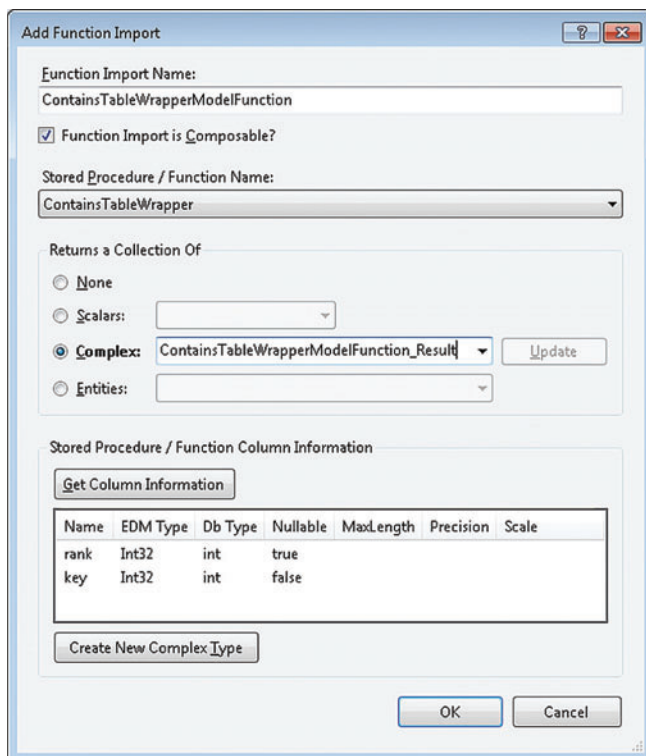 Add Function Import
Function Import Name:
ContainsTableWrapperModelFunction
Function Import is Composable?
Stored Procedure / Function Name:
ContainsTableWrapper
Returns a Collection Of
None
Scalars:
Complex: ContainsTableWrapperModelFunction_Result Update
Entities:
Stored Procedure / Function Column Information
Get Column Information
Name EDM Type Db Type Nullable MaxLength Precision Scale
rank Int32 int true
key Int32 int false
Create New Complex Type
OK Cancel